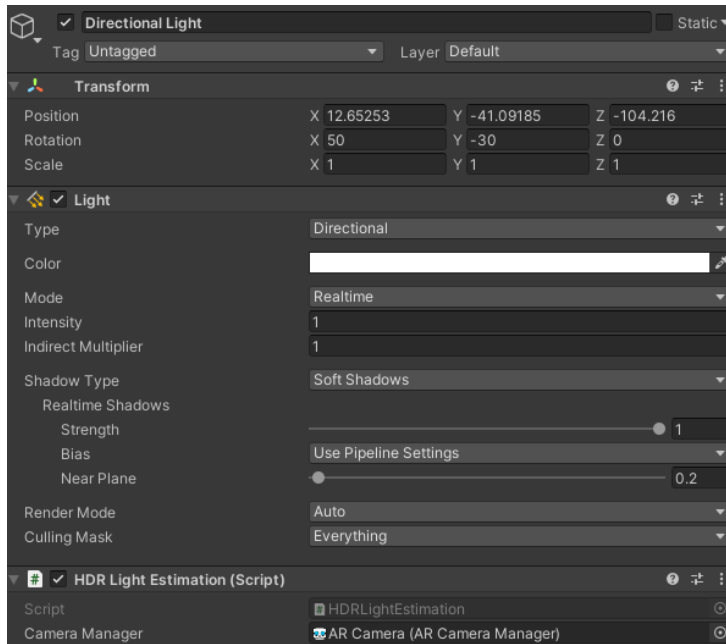 Directional Light Static
Tag Untagged Layer Default
Transform
Position X 12.65253 Y -41.09185 Z -104.216
Rotation X 50 Y -30 Z 0
Scale X 1 Y 1 Z 1
Light
Type Directional
Color
Mode Realtime
Intensity 1
Indirect Multiplier 1
Shadow Type Soft Shadows
Realtime Shadows
Strength 1
Bias Use Pipeline Settings
Near Plane 0.2
Render Mode Auto
Culling Mask Everything
# HDR Light Estimation (Script)
Script # HDRLightEstimation
Camera Manager AR Camera (AR Camera Manager)